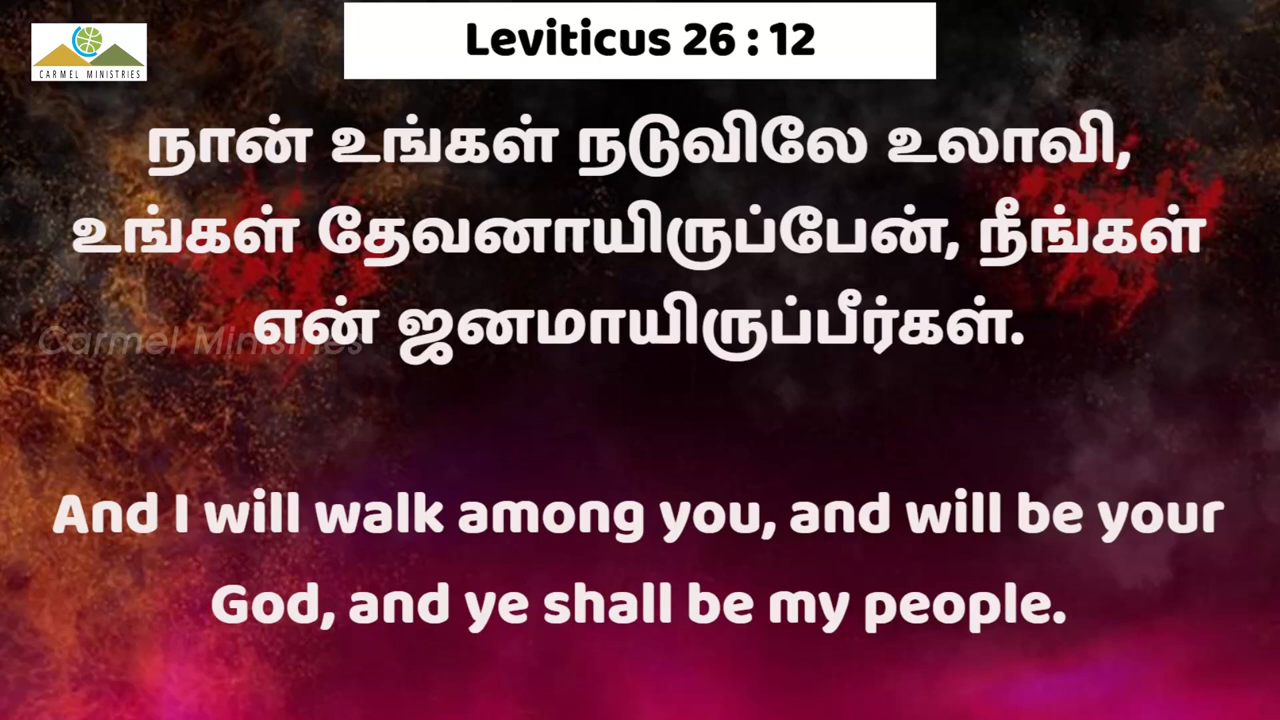 CARMEL MINISTRIES
Leviticus 26 : 12
நான் உங்கள் நடுவிலே உலாவி,
உங்கள் தேவனாயிருப்பேன், நீங்கள்
என் ஜனமாயிருப்பீர்கள்.
Carmel Ministries
And I will walk among you, and will be your
God, and ye shall be my people.